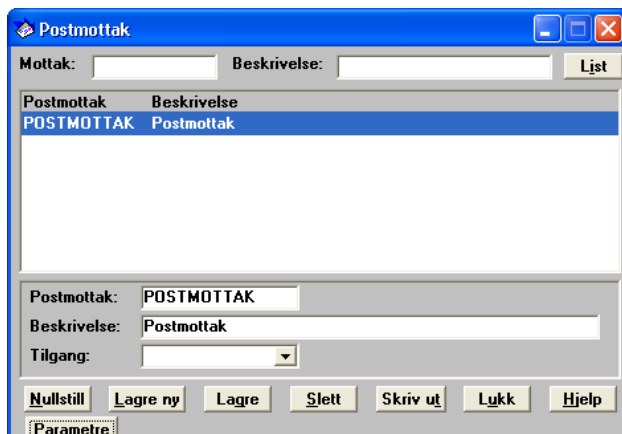 Postmottak
Mottak: Beskrivelse: List
Postmottak Beskrivelse
POSTMOTTAK Postmottak
Postmottak: POSTMOTTAK
Beskrivelse: Postmottak
Tilgang:
Nullstill Lagre ny Lagre Slett Skriv ut Lukk Hjelp
Parametre